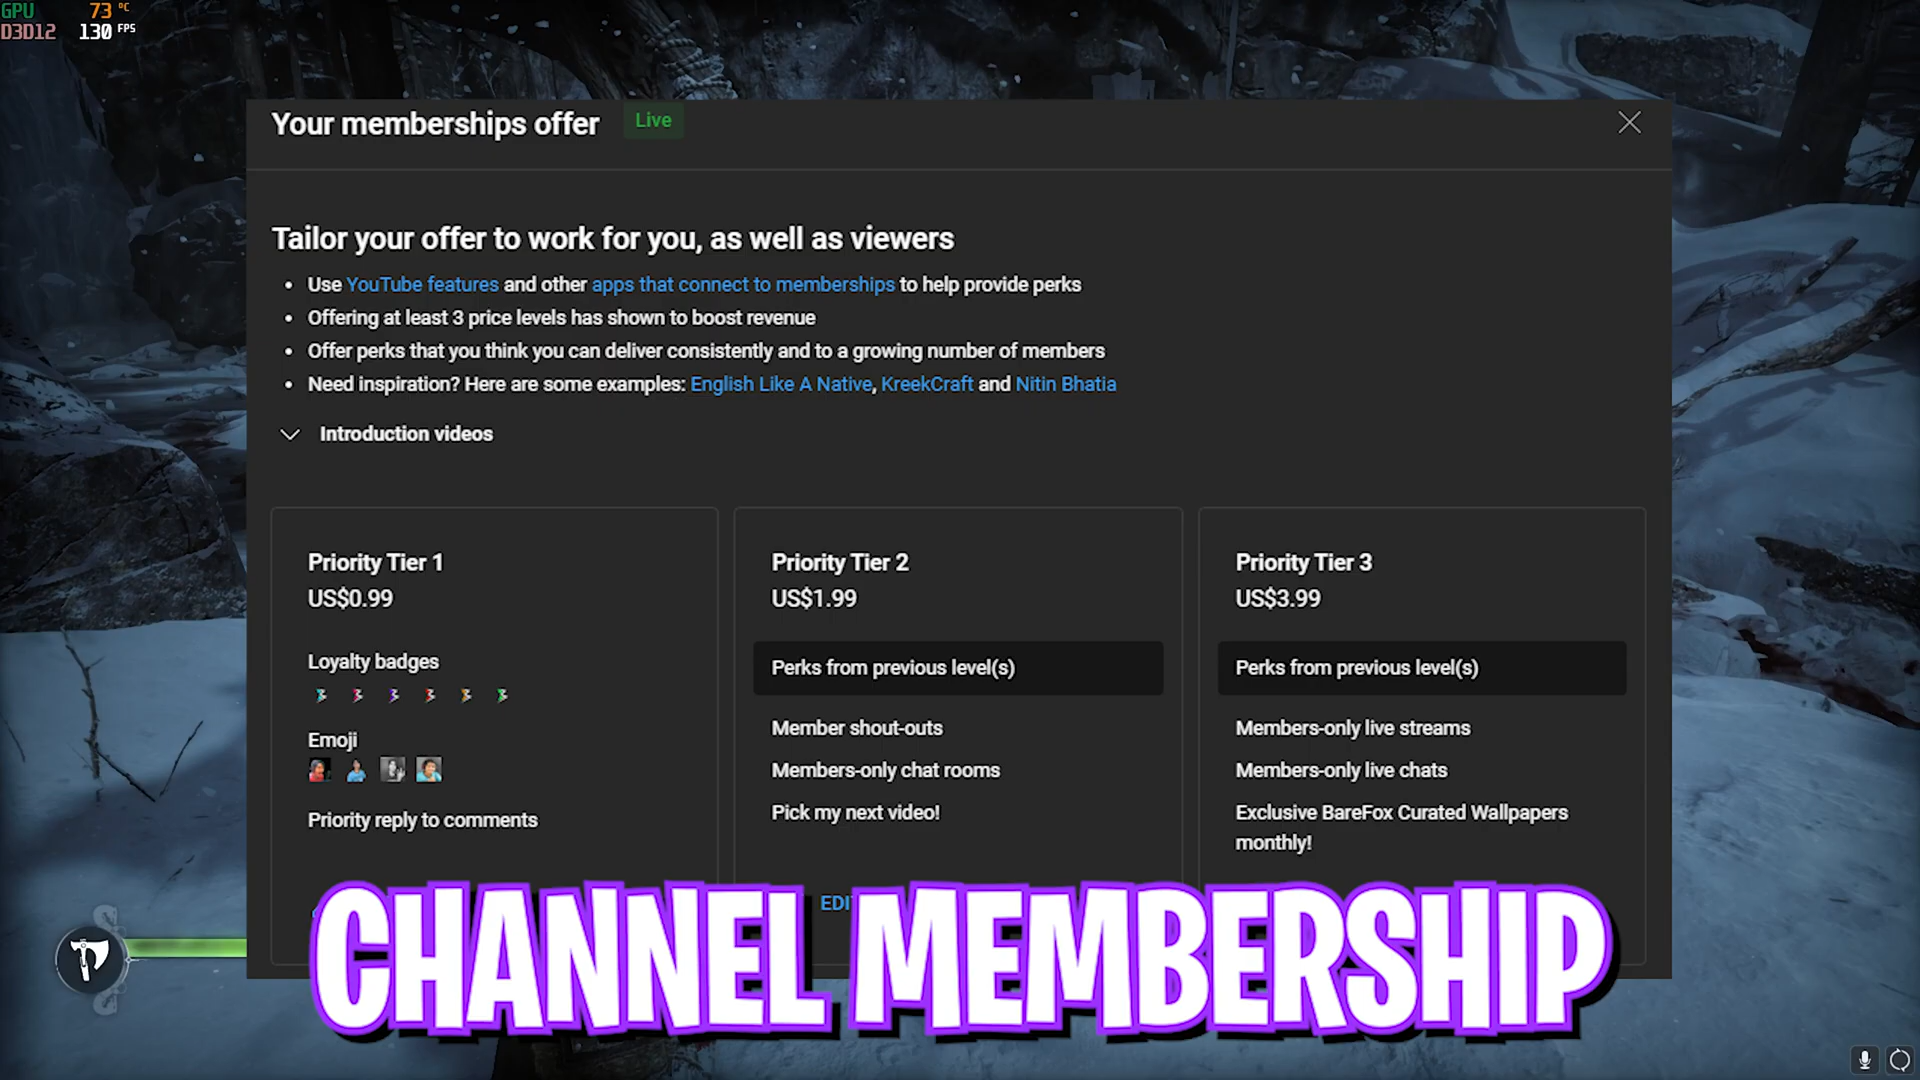 GPU 73 °C
D3D12 130 FPS
Your memberships offer Live
Tailor your offer to work for you, as well as viewers
• Use YouTube features and other apps that connect to memberships to help provide perks
• Offering at least 3 price levels has shown to boost revenue
• Offer perks that you think you can deliver consistently and to a growing number of members
• Need inspiration? Here are some examples: English Like A Native, KreekCraft and Nitin Bhatia
Introduction videos
Priority Tier 1
US$0.99
Loyalty badges
Emoji
Priority reply to comments
Priority Tier 2
US$1.99
Perks from previous level(s)
Member shout-outs
Members-only chat rooms
Pick my next video!
Priority Tier 3
US$3.99
Perks from previous level(s)
Members-only live streams
Members-only live chats
Exclusive BareFox Curated Wallpapers
monthly!
CHANNEL MEMBERSHIP